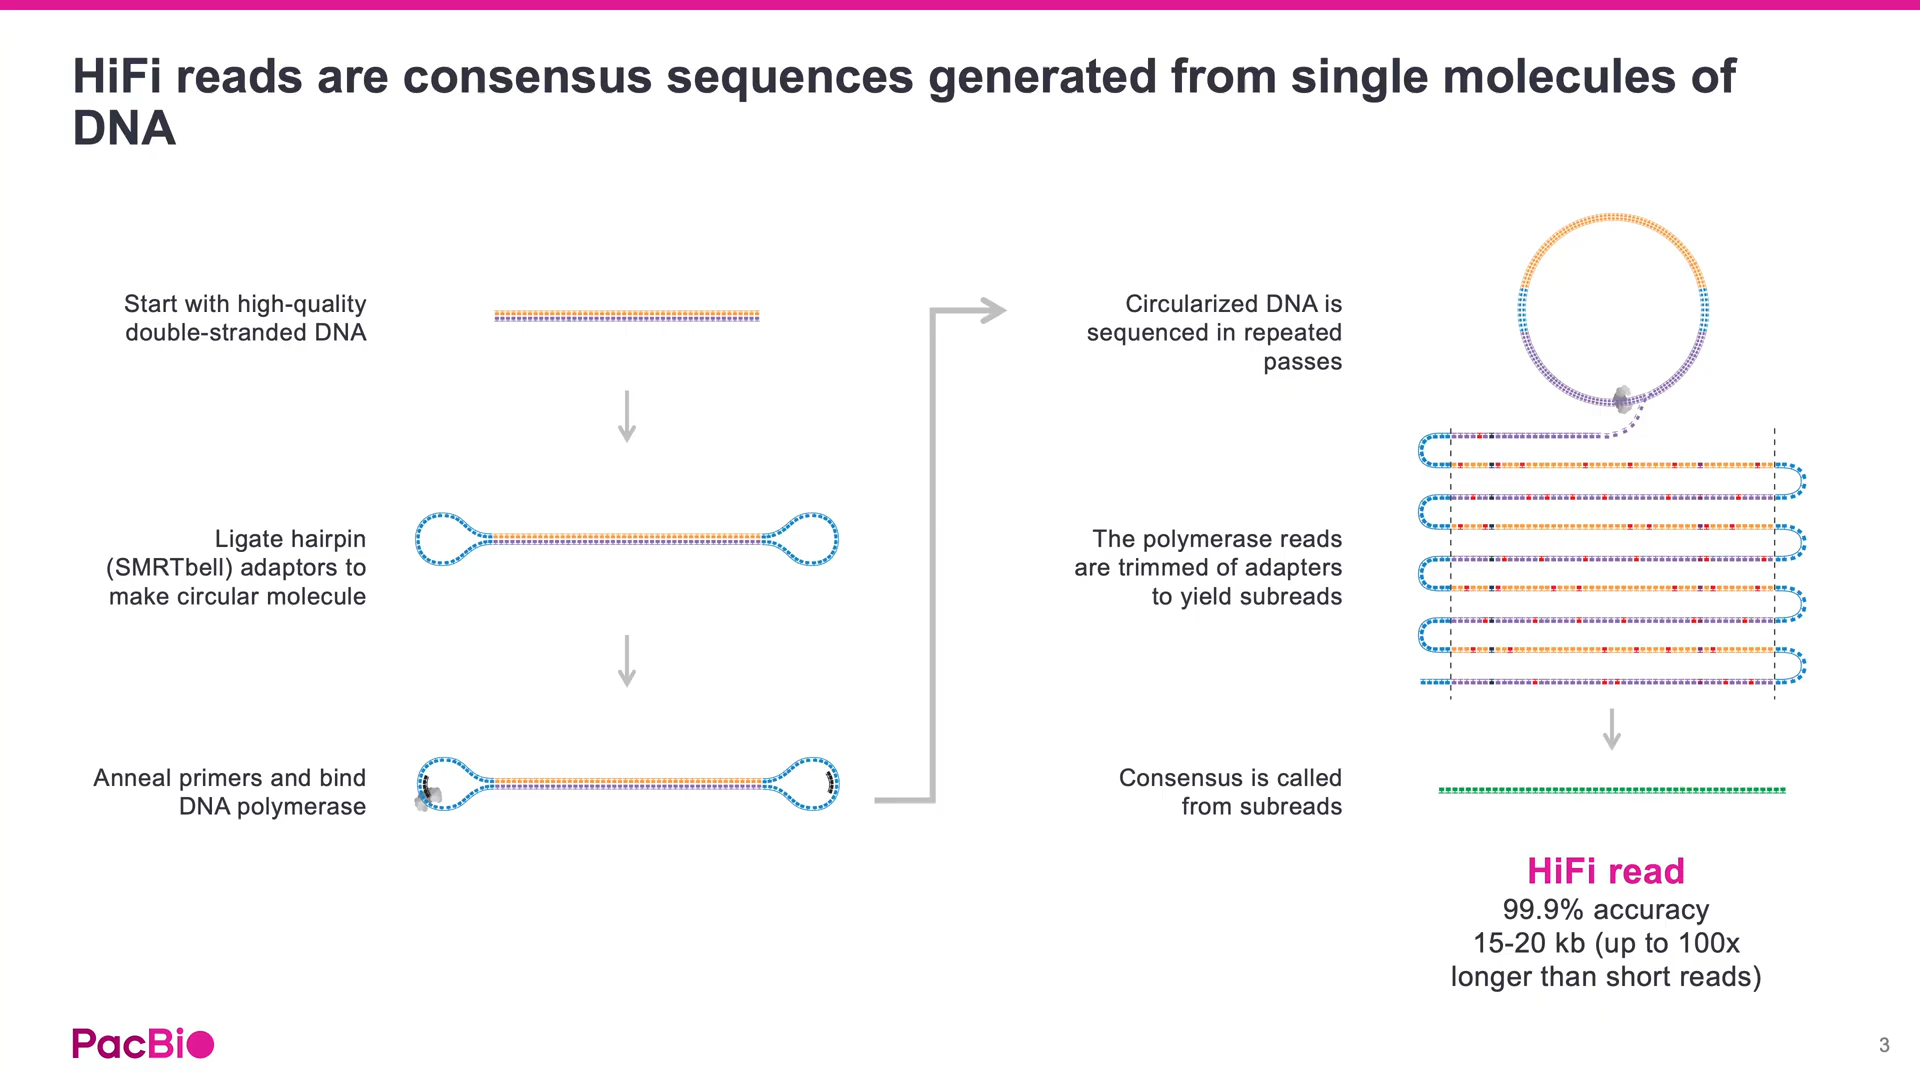 HiFi reads are consensus sequences generated from single molecules of
DNA
Start with high-quality
double-stranded DNA
Ligate hairpin
(SMRTbell) adaptors to
make circular molecule
Anneal primers and bind
DNA polymerase
Circularized DNA is
sequenced in repeated
passes
The polymerase reads
are trimmed of adapters
to yield subreads
Consensus is called
from subreads
HiFi read
99.9% accuracy
15-20 kb (up to 100x
longer than short reads)
PacBio
3